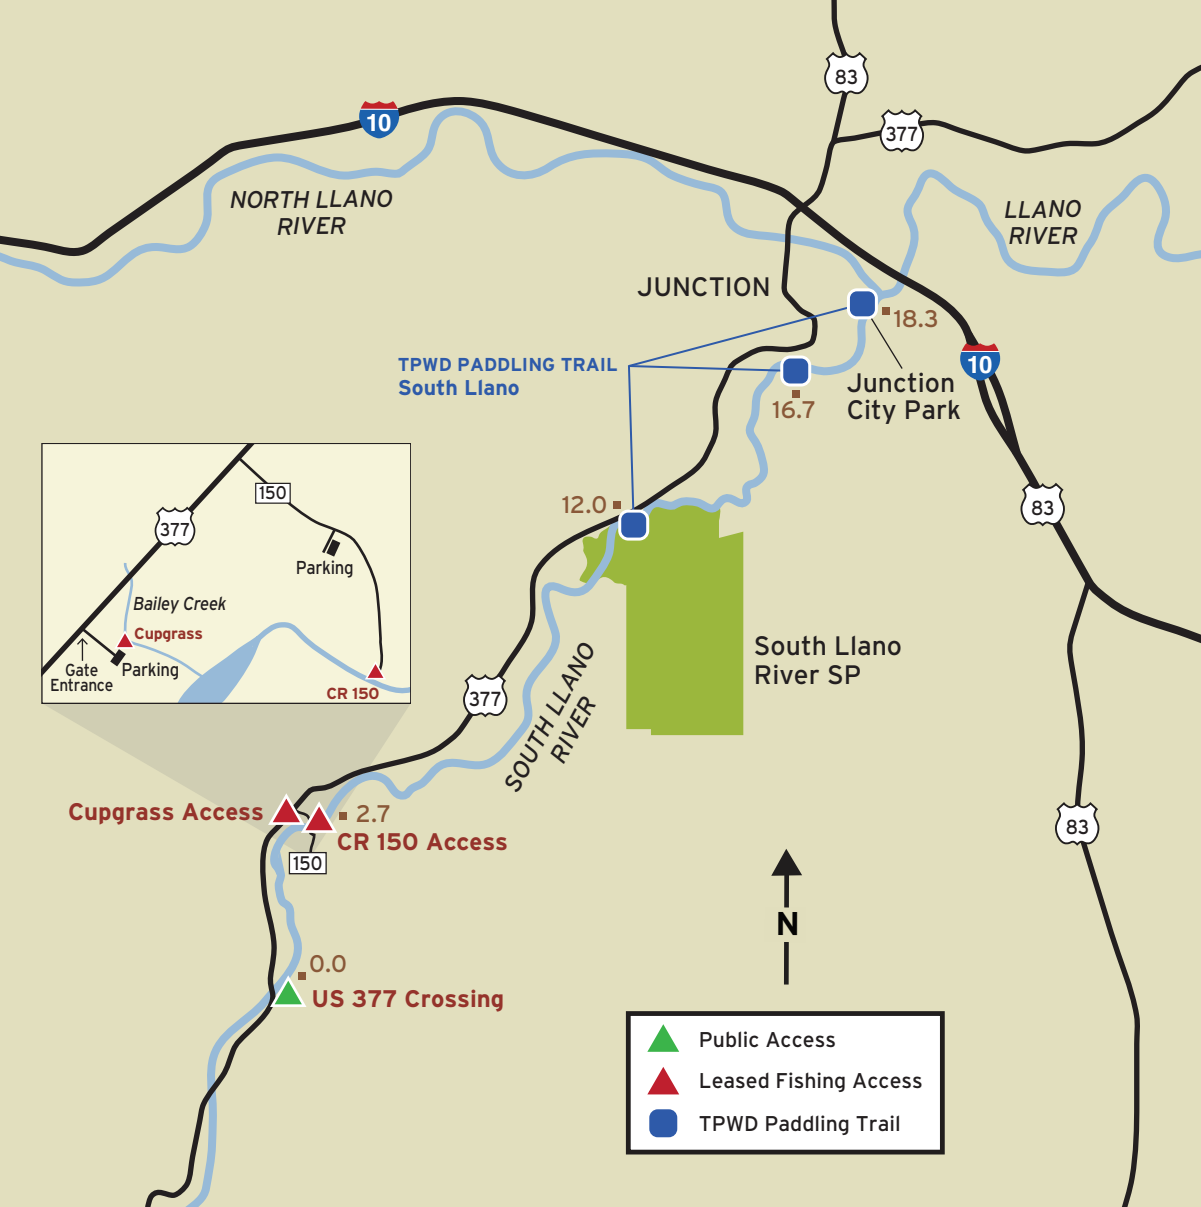 83
377
10
NORTH LLANO
RIVER
LLANO
RIVER
JUNCTION
18.3
10
TPWD PADDLING TRAIL
South Llano
Junction
City Park
16.7
12.0
83
150
377
Parking
Bailey Creek
Cupgrass
Parking
Gate
Entrance
CR 150
South Llano
River SP
377
SOUTH LLANO
RIVER
Cupgrass Access
2.7
CR 150 Access
150
83
N
0.0
US 377 Crossing
Public Access
Leased Fishing Access
TPWD Paddling Trail